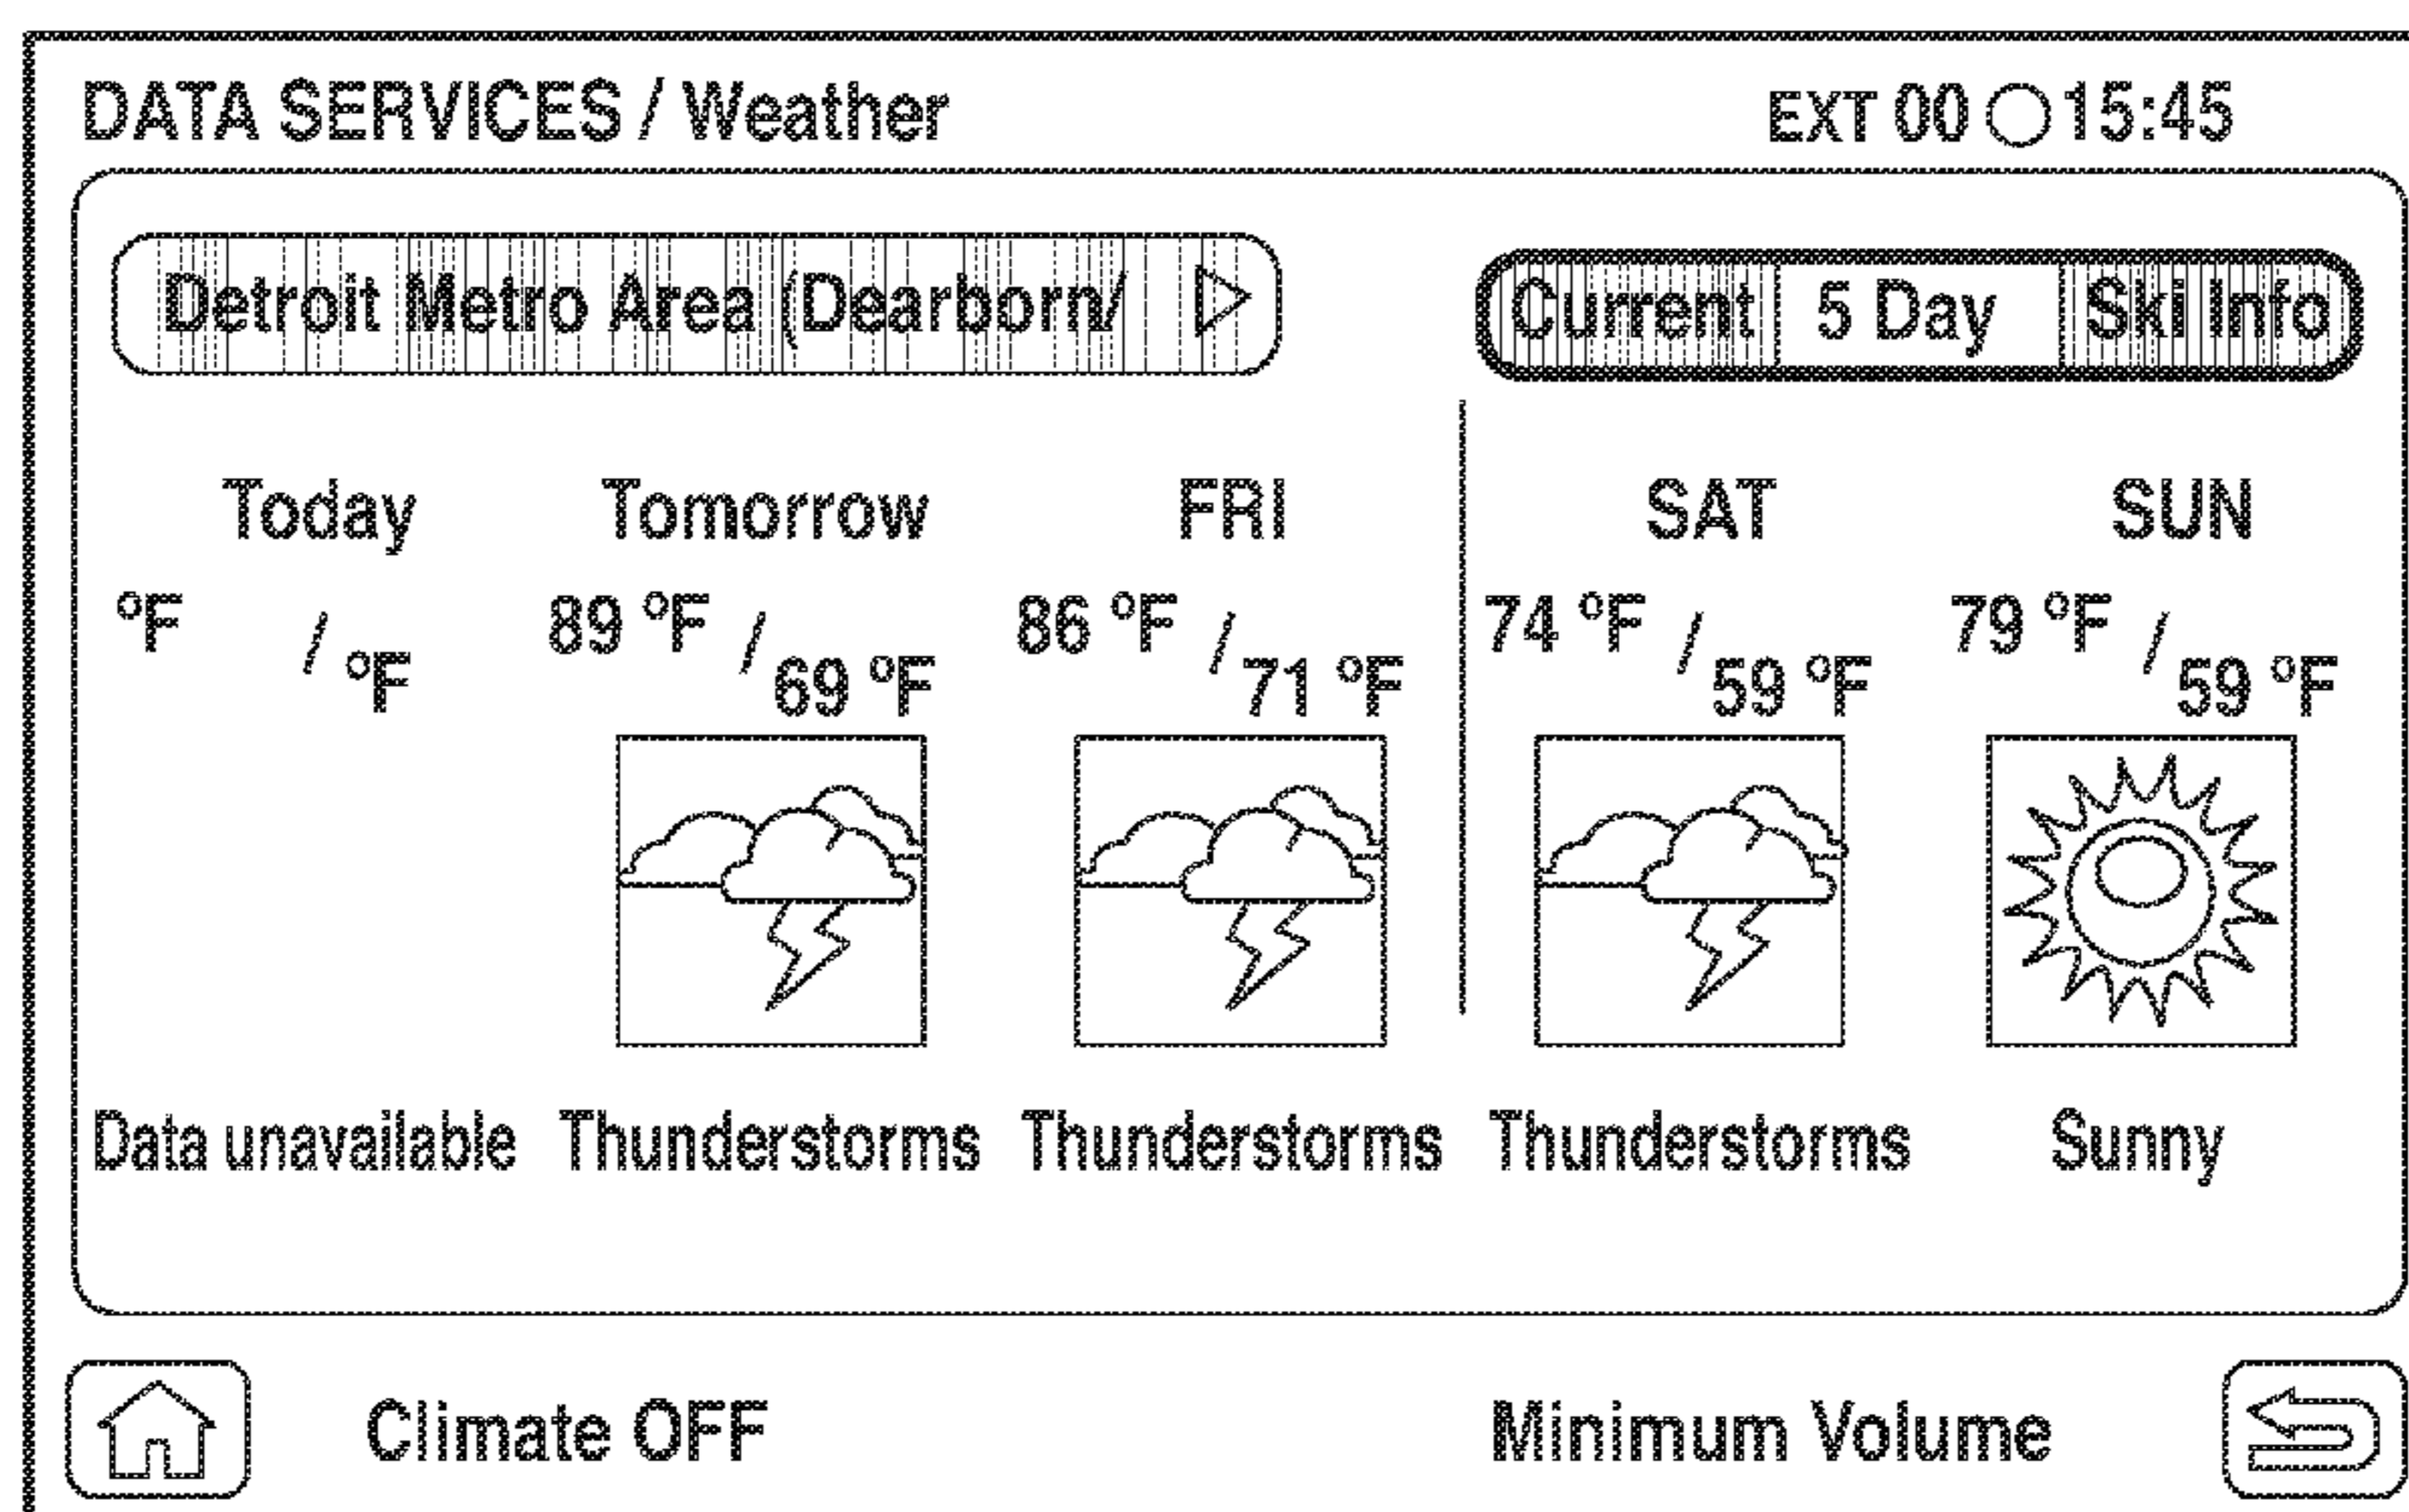 DATA SERVICES / Weather EXT 00 15:45
Detroit Metro Area (Dearborn/ Current 5 Day Ski Info
Today Tomorrow FRI SAT SUN
°F / °F 89 °F / 69 °F 86 °F / 71 °F 74 °F / 59 °F 79 °F / 59 °F
Data unavailable Thunderstorms Thunderstorms Thunderstorms Sunny
Climate OFF Minimum Volume